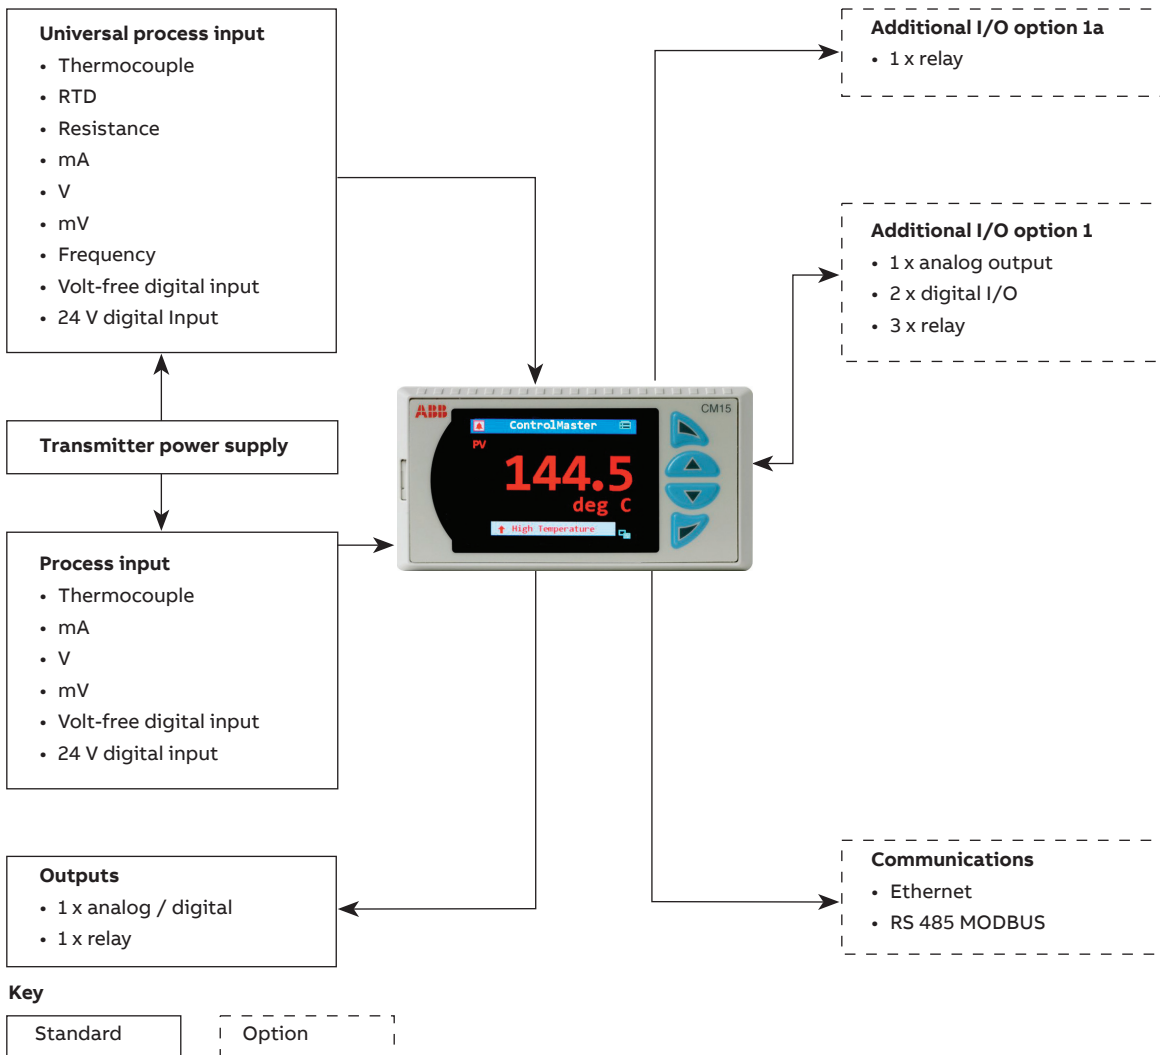 Universal process input
• Thermocouple
• RTD
• Resistance
• mA
• V
• mV
• Frequency
• Volt-free digital input
• 24 V digital Input
Transmitter power supply
Process input
• Thermocouple
• mA
• V
• mV
• Volt-free digital input
• 24 V digital input
Outputs
• 1 x analog / digital
• 1 x relay
ABB
CM15
ControlMaster
PV
144.5
deg C
High Temperature
Additional I/O option 1a
• 1 x relay
Additional I/O option 1
• 1 x analog output
• 2 x digital I/O
• 3 x relay
Communications
• Ethernet
• RS 485 MODBUS
Key
Standard
Option